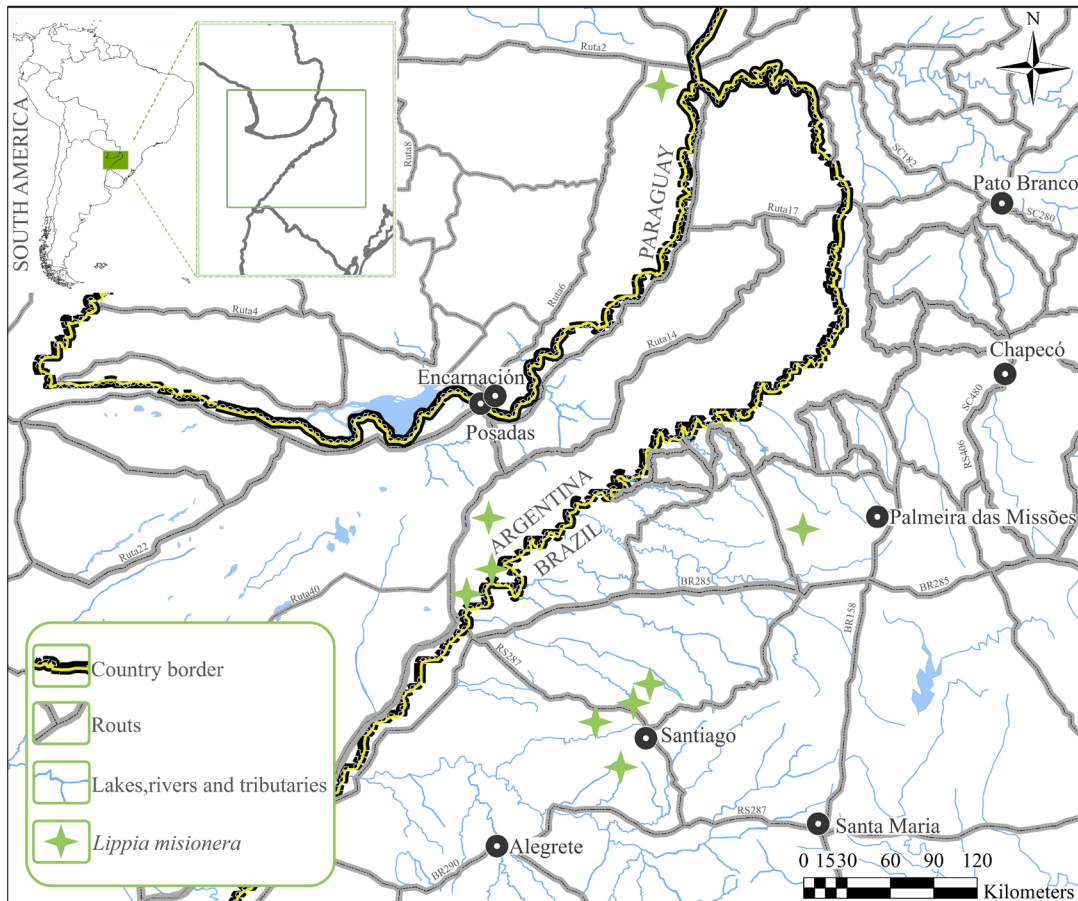 SOUTH AMERICA
N
Ruta2
Ruta8
SC182
Pato Branco
SC280
PARAGUAY
Ruta17
Ruta6
Ruta4
Ruta14
Chapecó
Encarnación
Posadas
SC480
RS406
ARGENTINA
BRAZIL
Palmeira das Missões
Ruta22
Ruta40
BR285
BR285
BR158
RS287
Santiago
RS287
Santa Maria
Alegrete
BR290
Country border
Routs
Lakes,rivers and tributaries
Lippia misionera
0 15 30 60 90 120
Kilometers